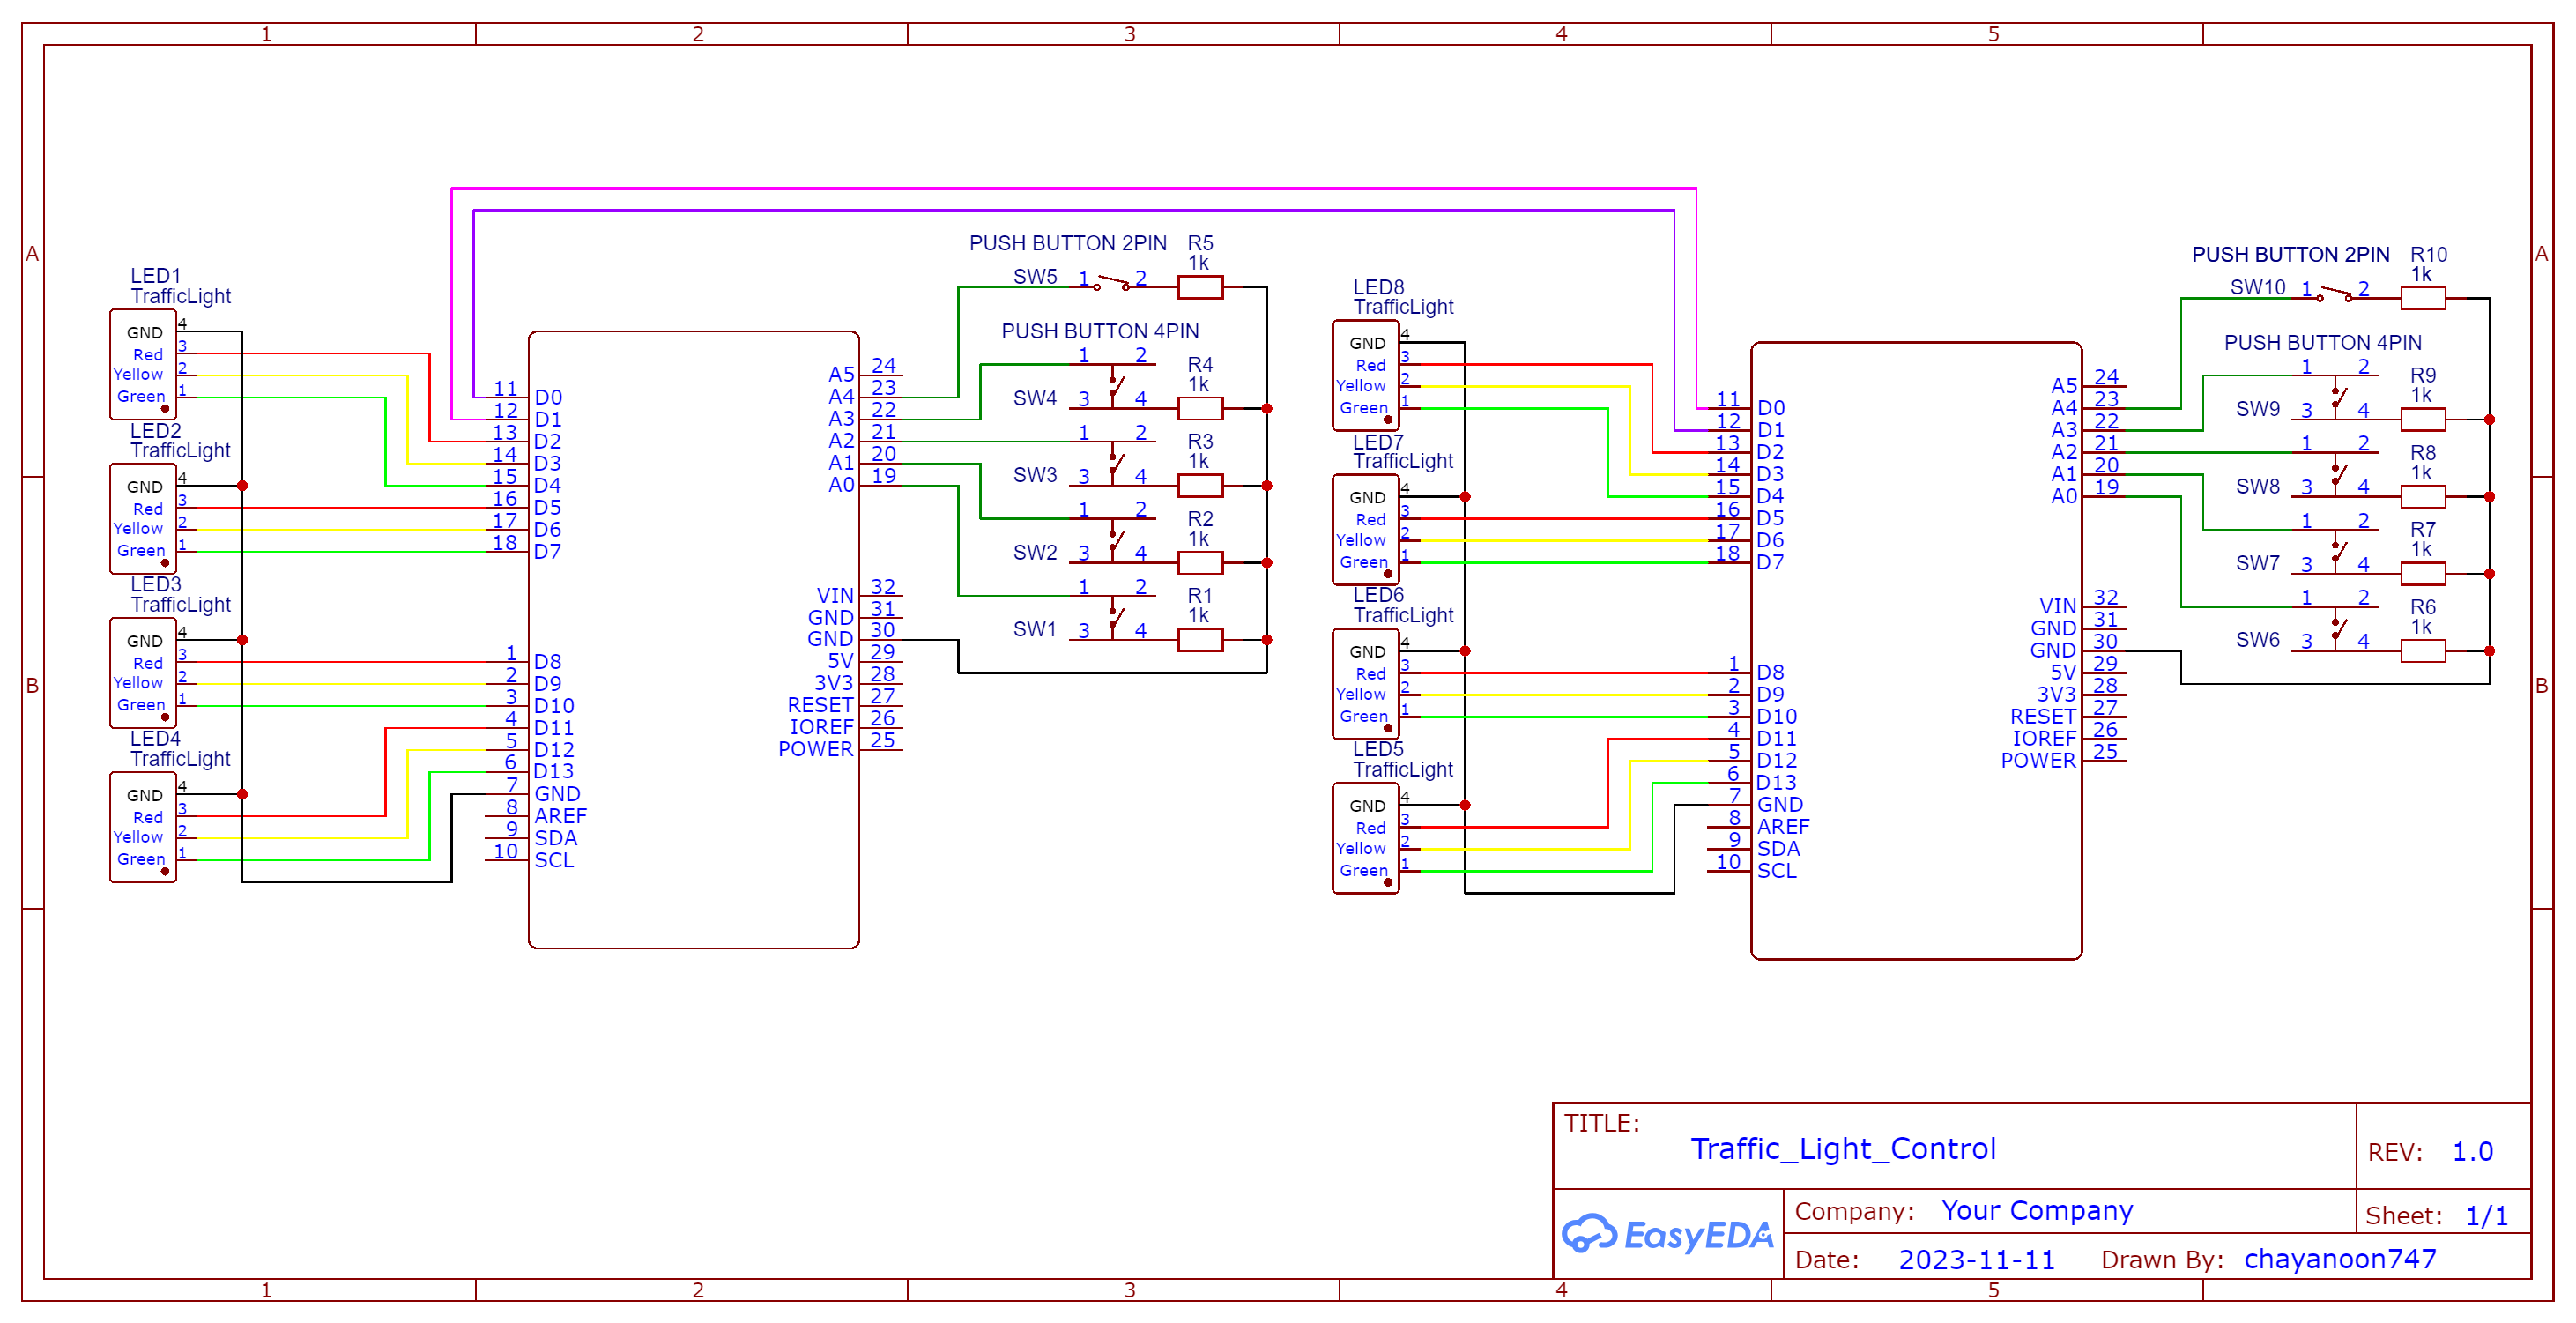 1 2 3 4 5
A A
B B
PUSH BUTTON 2PIN R5
1k
SW5 1 2
PUSH BUTTON 4PIN
1 2 R4
1k
SW4 3 4
1 2 R3
1k
SW3 3 4
1 2 R2
1k
SW2 3 4
1 2 R1
1k
SW1 3 4
LED1
TrafficLight
GND 4
Red 3
Yellow 2
Green 1
LED2
TrafficLight
GND 4
Red 3
Yellow 2
Green 1
LED3
TrafficLight
GND 4
Red 3
Yellow 2
Green 1
LED4
TrafficLight
GND 4
Red 3
Yellow 2
Green 1
11 D0
12 D1
13 D2
14 D3
15 D4
16 D5
17 D6
18 D7
1 D8
2 D9
3 D10
4 D11
5 D12
6 D13
7 GND
8 AREF
9 SDA
10 SCL
A5 24
A4 23
A3 22
A2 21
A1 20
A0 19
VIN 32
GND 31
GND 30
5V 29
3V3 28
RESET 27
IOREF 26
POWER 25
LED8
TrafficLight
GND 4
Red 3
Yellow 2
Green 1
LED7
TrafficLight
GND 4
Red 3
Yellow 2
Green 1
LED6
TrafficLight
GND 4
Red 3
Yellow 2
Green 1
LED5
TrafficLight
GND 4
Red 3
Yellow 2
Green 1
11 D0
12 D1
13 D2
14 D3
15 D4
16 D5
17 D6
18 D7
1 D8
2 D9
3 D10
4 D11
5 D12
6 D13
7 GND
8 AREF
9 SDA
10 SCL
A5 24
A4 23
A3 22
A2 21
A1 20
A0 19
VIN 32
GND 31
GND 30
5V 29
3V3 28
RESET 27
IOREF 26
POWER 25
PUSH BUTTON 2PIN R10
1k
SW10 1 2
PUSH BUTTON 4PIN
1 2 R9
1k
SW9 3 4
1 2 R8
1k
SW8 3 4
1 2 R7
1k
SW7 3 4
1 2 R6
1k
SW6 3 4
TITLE:
Traffic_Light_Control
REV: 1.0
EasyEDA
Company: Your Company
Sheet: 1/1
Date: 2023-11-11 Drawn By: chayanoon747
1 2 3 4 5